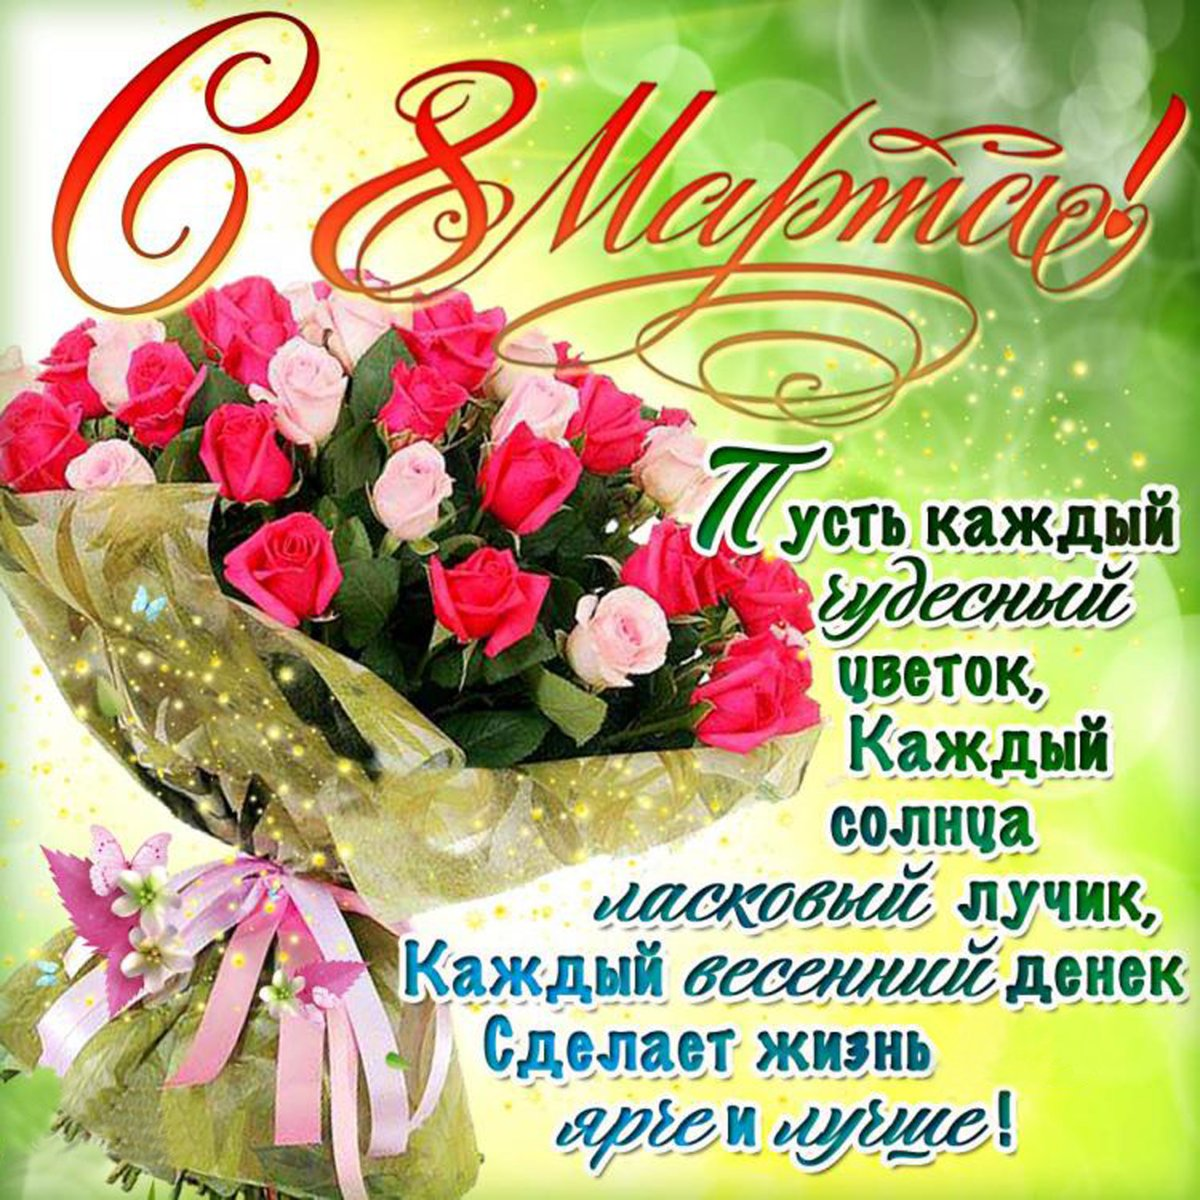 С 8 Марта!
Пусть каждый
чудесный
цветок,
Каждый
солнца
ласковый лучик,
Каждый весенний денек
Сделает жизнь
ярче и лучше!